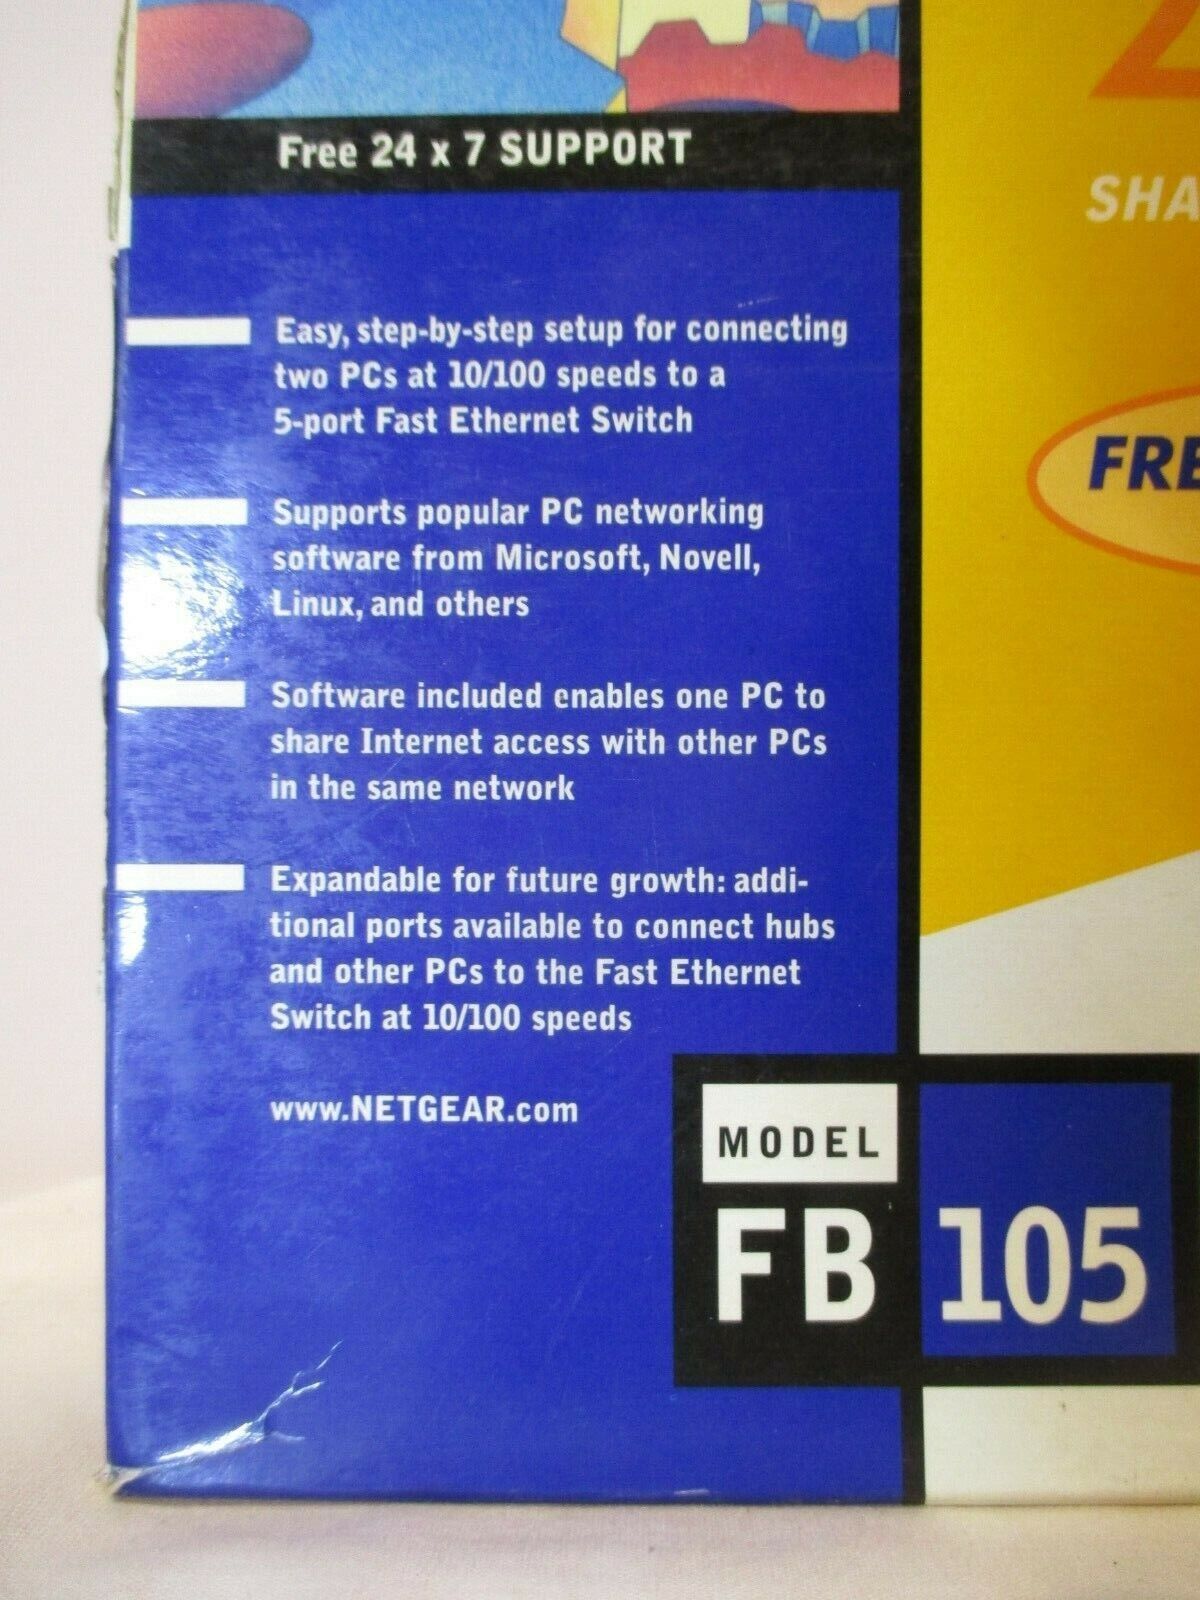 Free 24 x 7 SUPPORT
SHA
FRE
Easy, step-by-step setup for connecting
two PCs at 10/100 speeds to a
5-port Fast Ethernet Switch
Supports popular PC networking
software from Microsoft, Novell,
Linux, and others
Software included enables one PC to
share Internet access with other PCs
in the same network
Expandable for future growth: addi-
tional ports available to connect hubs
and other PCs to the Fast Ethernet
Switch at 10/100 speeds
www.NETGEAR.com
MODEL
FB 105